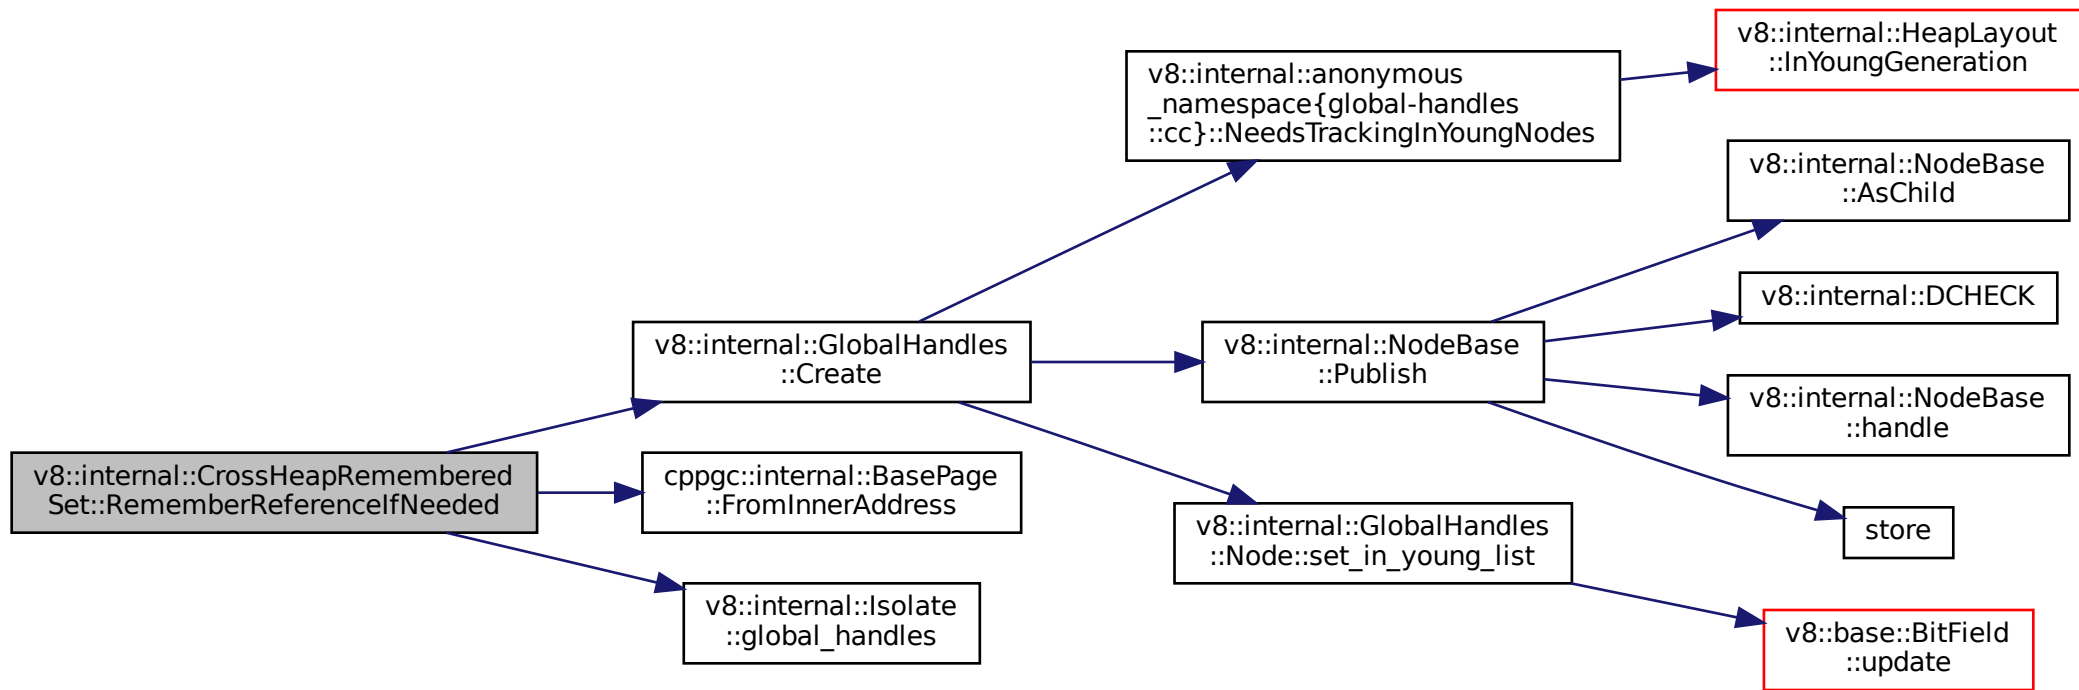 v8::internal::CrossHeapRemembered
Set::RememberReferenceIfNeeded
v8::internal::GlobalHandles
::Create
cppgc::internal::BasePage
::FromInnerAddress
v8::internal::Isolate
::global_handles
v8::internal::anonymous
_namespace{global-handles
::cc}::NeedsTrackingInYoungNodes
v8::internal::NodeBase
::Publish
v8::internal::GlobalHandles
::Node::set_in_young_list
v8::internal::HeapLayout
::InYoungGeneration
v8::internal::NodeBase
::AsChild
v8::internal::DCHECK
v8::internal::NodeBase
::handle
store
v8::base::BitField
::update